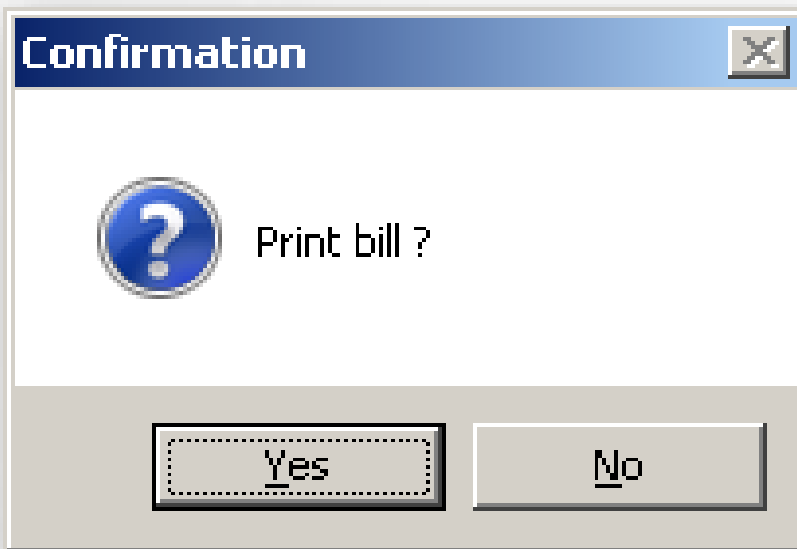 Confirmation
Print bill ?
Yes
No